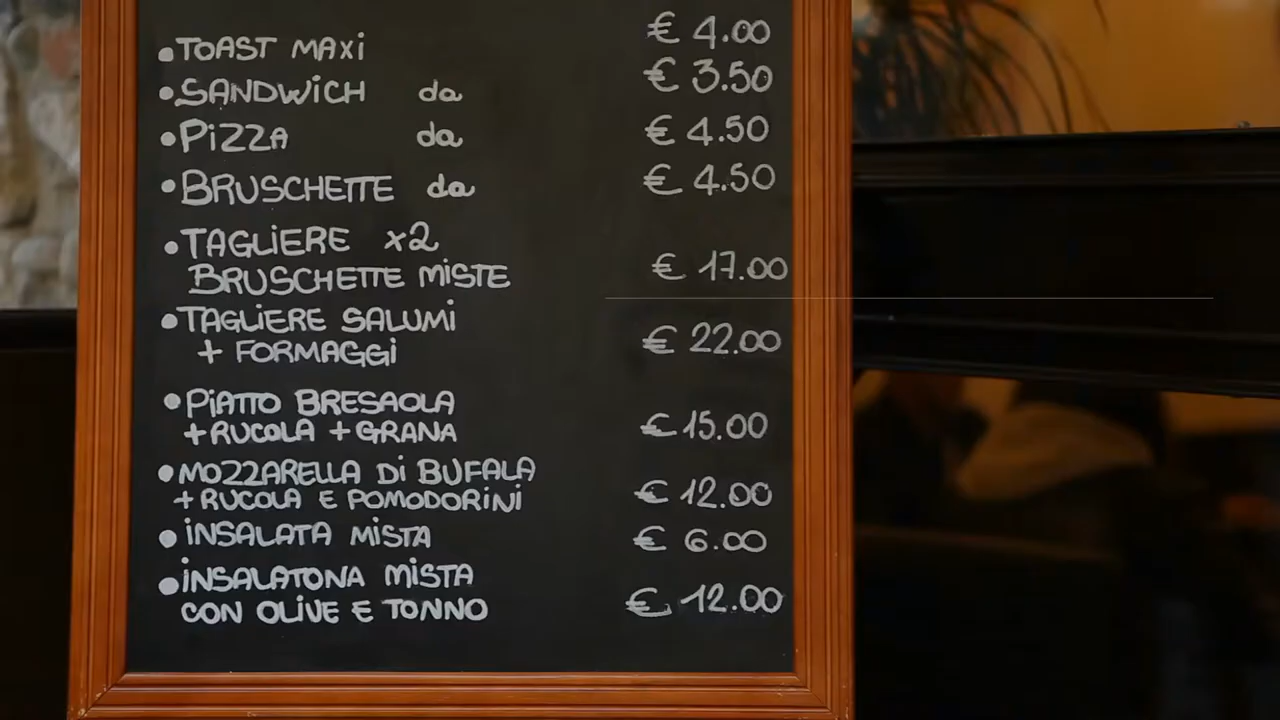 •TOAST MAXI € 4.00
•SANDWICH da € 3.50
•PIZZA da € 4.50
•BRUSCHETTE da € 4.50
•TAGLIERE x2
BRUSCHETTE MISTE € 17.00
•TAGLIERE SALUMI
+ FORMAGGI € 22.00
•PIATTO BRESAOLA
+RUCOLA +GRANA € 15.00
•MOZZARELLA DI BUFALA
+RUCOLA E POMODORINI € 12.00
•INSALATA MISTA € 6.00
•INSALATONA MISTA
CON OLIVE E TONNO € 12.00